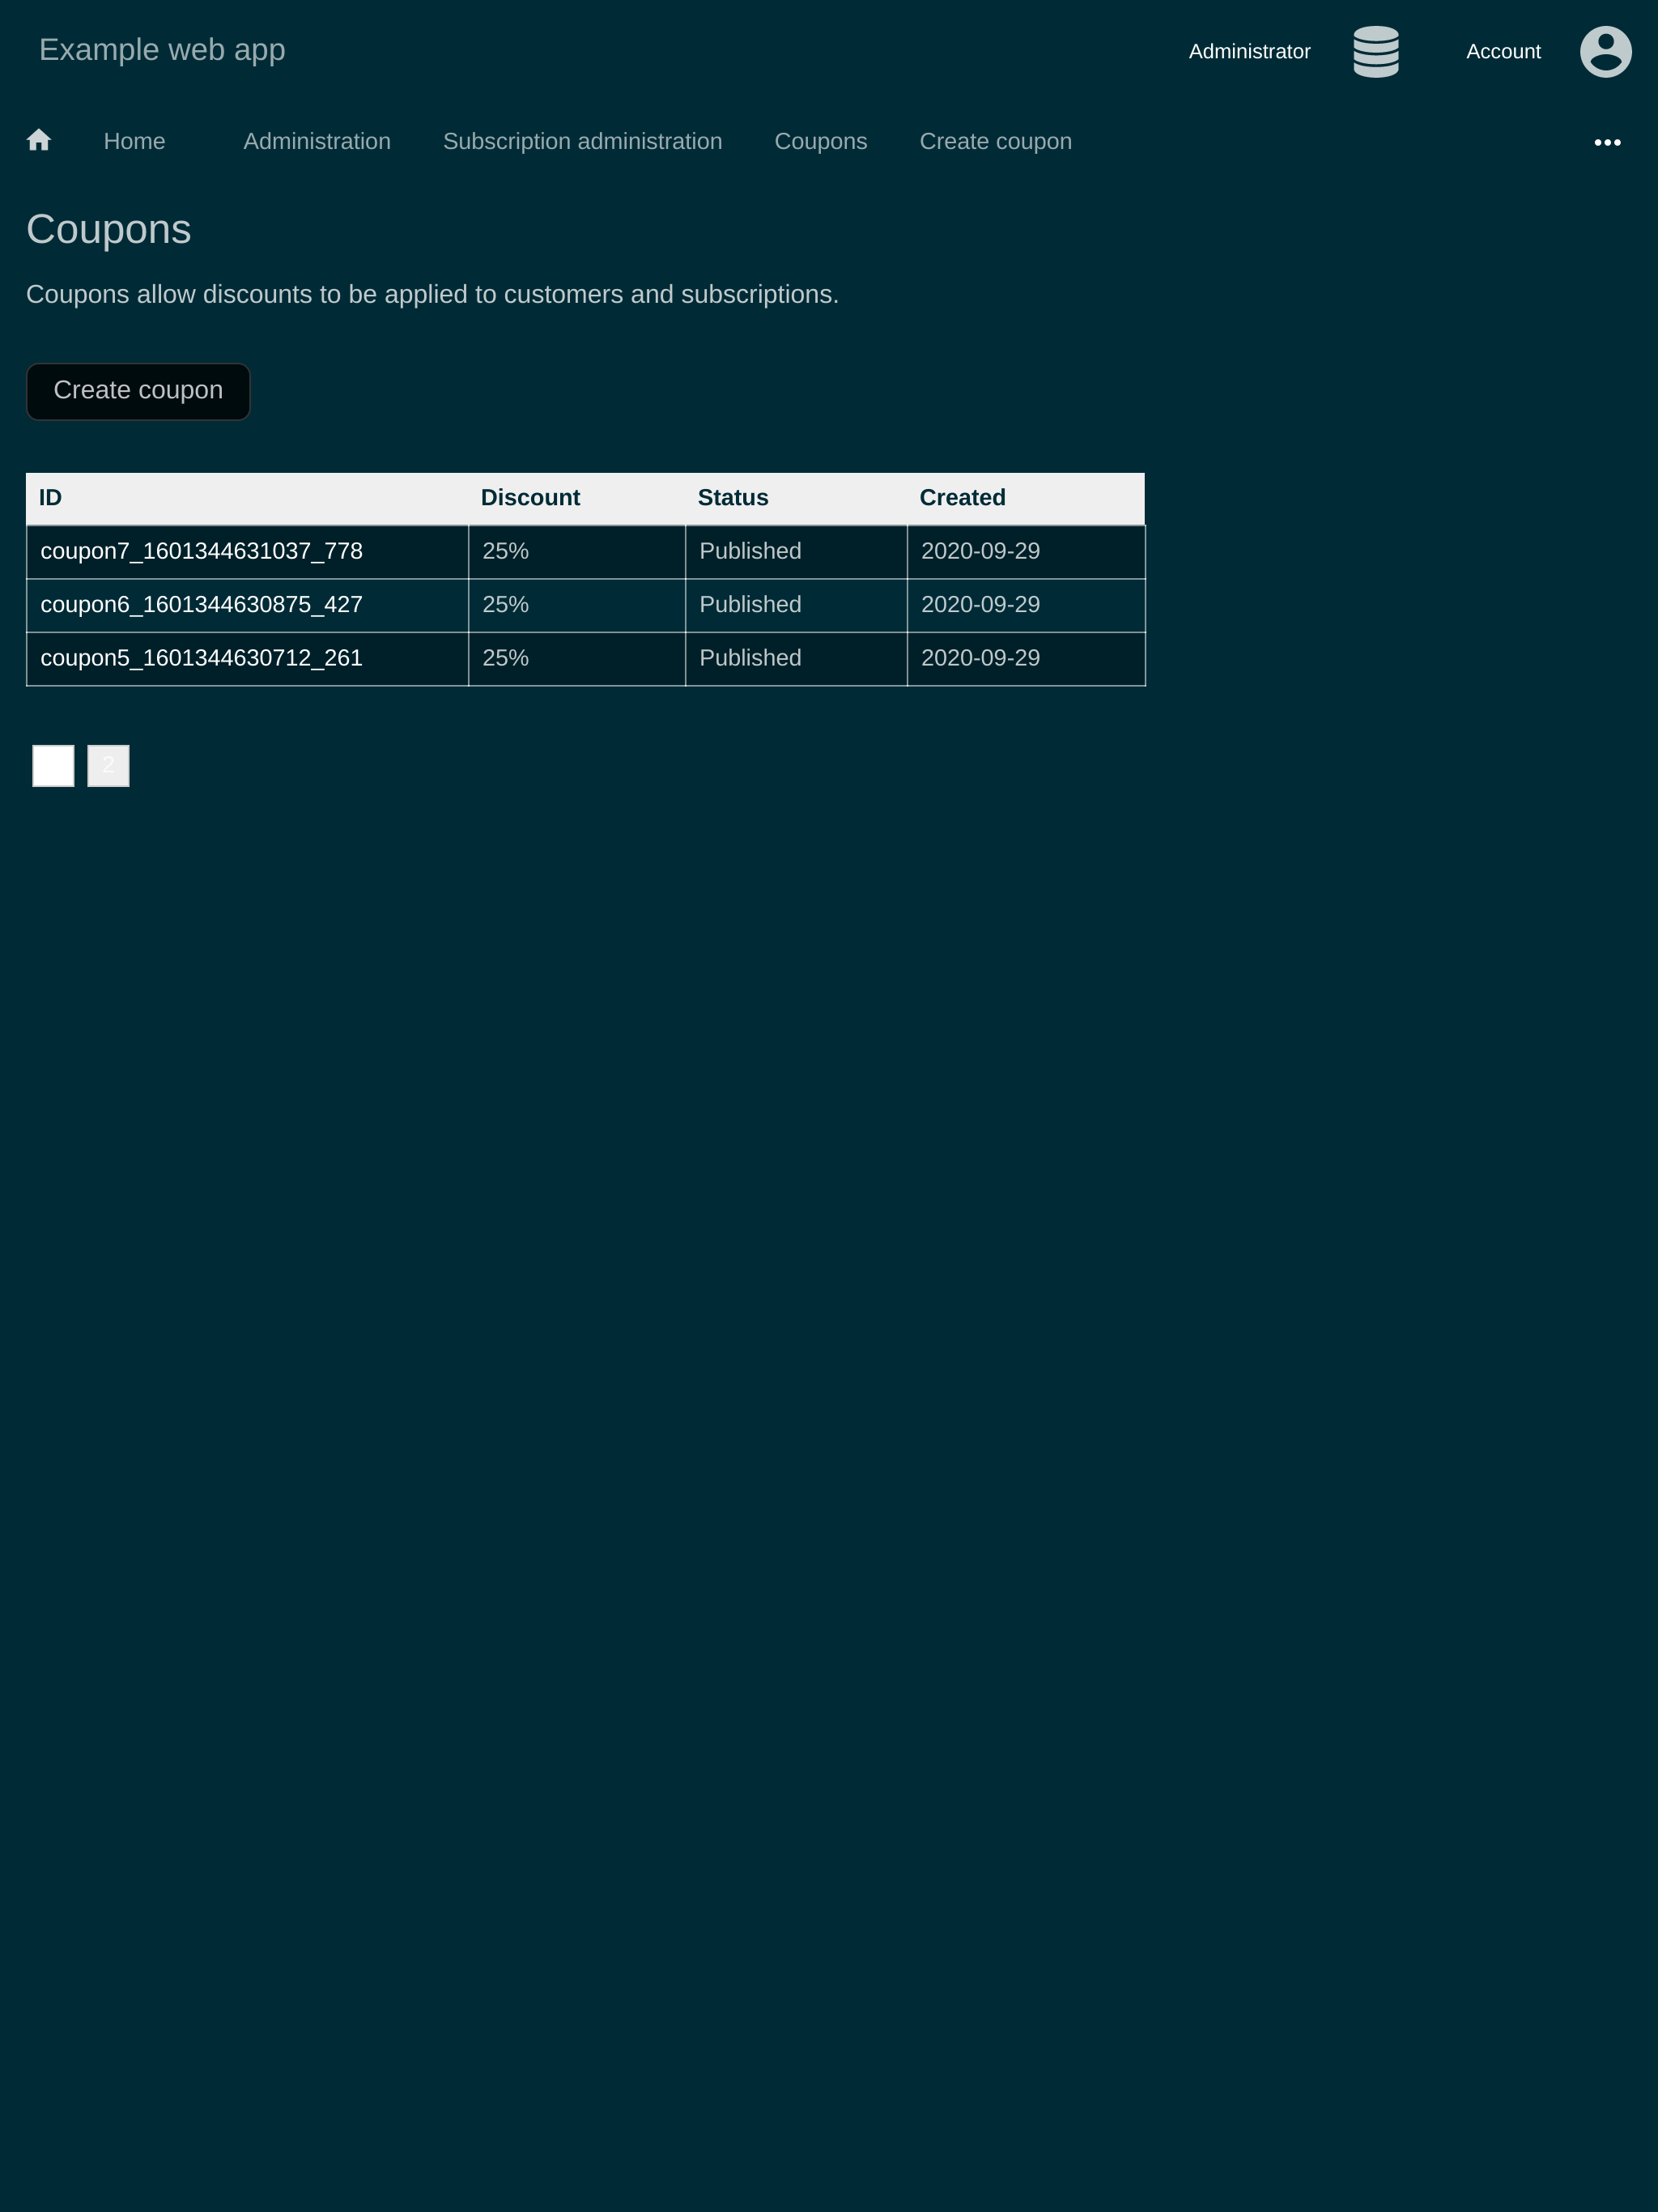 Example web app
Administrator
Account
Home Administration Subscription administration Coupons Create coupon
Coupons
Coupons allow discounts to be applied to customers and subscriptions.
Create coupon
ID Discount Status Created
coupon7_1601344631037_778 25% Published 2020-09-29
coupon6_1601344630875_427 25% Published 2020-09-29
coupon5_1601344630712_261 25% Published 2020-09-29
2